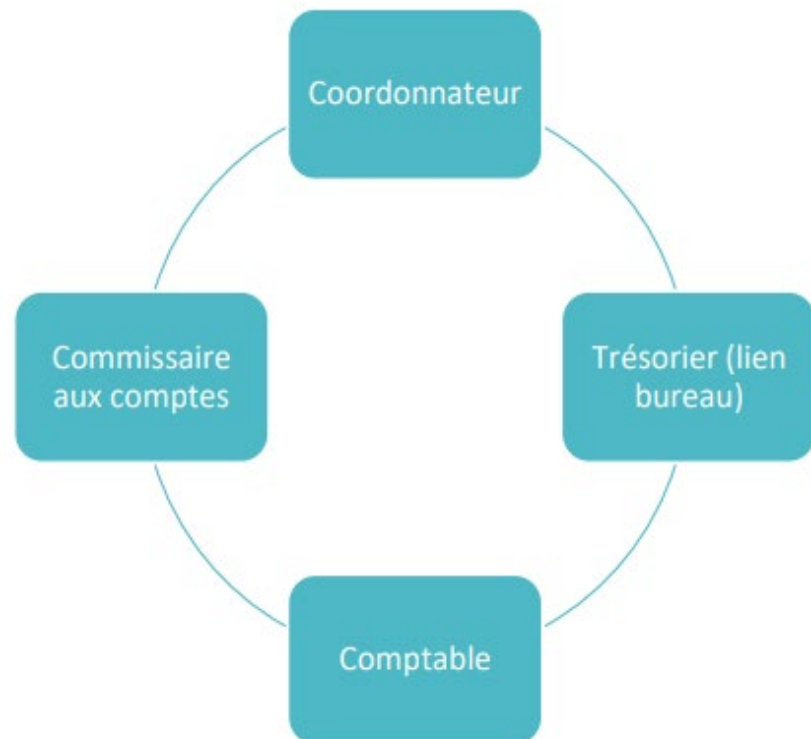 Coordonnateur
Commissaire
aux comptes
Trésorier (lien
bureau)
Comptable